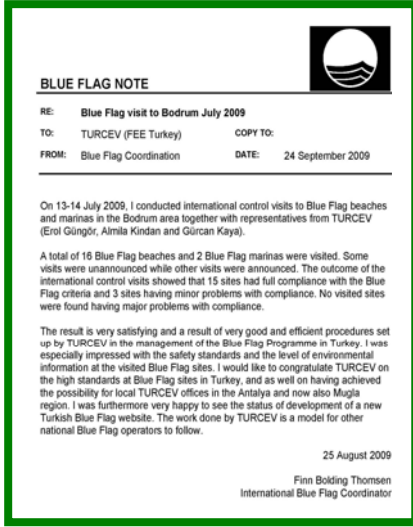 BLUE FLAG NOTE
RE: Blue Flag visit to Bodrum July 2009
TO: TURCEV (FEE Turkey) COPY TO:
FROM: Blue Flag Coordination DATE: 24 September 2009
On 13-14 July 2009, I conducted international control visits to Blue Flag beaches
and marinas in the Bodrum area together with representatives from TURCEV
(Erol Güngör, Almila Kindan and Gürcan Kaya).
A total of 16 Blue Flag beaches and 2 Blue Flag marinas were visited. Some
visits were unannounced while other visits were announced. The outcome of the
international control visits showed that 15 sites had full compliance with the Blue
Flag criteria and 3 sites having minor problems with compliance. No visited sites
were found having major problems with compliance.
The result is very satisfying and a result of very good and efficient procedures set
up by TURCEV in the management of the Blue Flag Programme in Turkey. I was
especially impressed with the safety standards and the level of environmental
information at the visited Blue Flag sites. I would like to congratulate TURCEV on
the high standards at Blue Flag sites in Turkey, and as well on having achieved
the possibility for local TURCEV offices in the Antalya and now also Mugla
region. I was furthermore very happy to see the status of development of a new
Turkish Blue Flag website. The work done by TURCEV is a model for other
national Blue Flag operators to follow.
25 August 2009
Finn Bolding Thomsen
International Blue Flag Coordinator